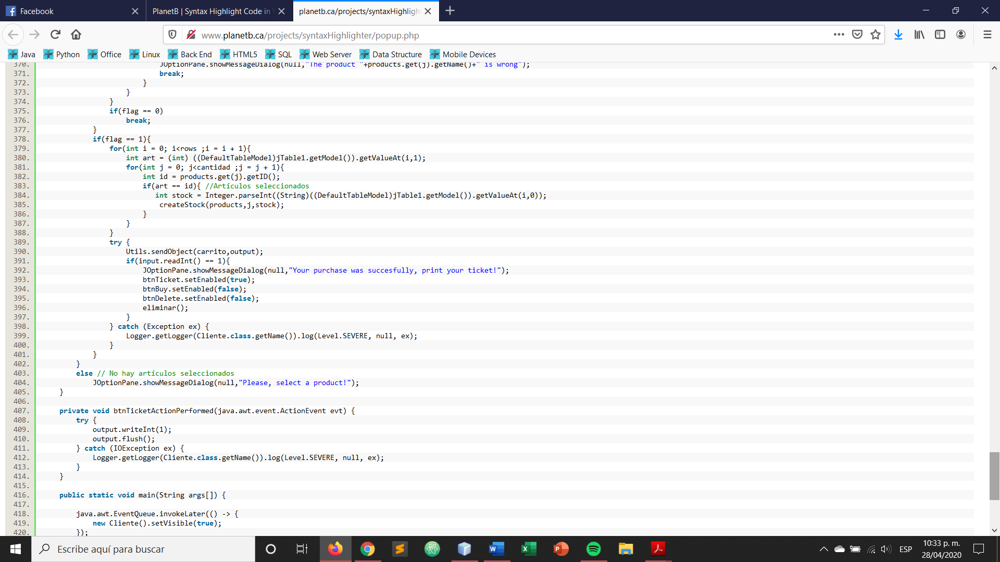 Facebook
PlanetB | Syntax Highlight Code in
planetb.ca/projects/syntaxHighligh
www.planetb.ca/projects/syntaxHighlighter/popup.php
Java Python Office Linux Back End HTML5 SQL Web Server Data Structure Mobile Devices
370. JOptionPane.showMessageDialog(null,"The product "+products.get(j).getName()+" is wrong");
371. break;
372. }
373. }
374. }
375. if(flag == 0)
376. break;
377. }
378. if(flag == 1){
379. for(int i = 0; i<rows ;i = i + 1){
380. int art = (int) ((DefaultTableModel)jTable1.getModel()).getValueAt(i,1);
381. for(int j = 0; j<cantidad ;j = j + 1){
382. int id = products.get(j).getID();
383. if(art == id){ //Artículos seleccionados
384. int stock = Integer.parseInt((String)((DefaultTableModel)jTable1.getModel()).getValueAt(i,0));
385. createStock(products,j,stock);
386. }
387. }
388. }
389. try {
390. Utils.sendObject(carrito,output);
391. if(input.readInt() == 1){
392. JOptionPane.showMessageDialog(null,"Your purchase was succesfully, print your ticket!");
393. btnTicket.setEnabled(true);
394. btnBuy.setEnabled(false);
395. btnDelete.setEnabled(false);
396. eliminar();
397. }
398. } catch (Exception ex) {
399. Logger.getLogger(Cliente.class.getName()).log(Level.SEVERE, null, ex);
400. }
401. }
402. }
403. else // No hay artículos seleccionados
404. JOptionPane.showMessageDialog(null,"Please, select a product!");
405. }
406.
407. private void btnTicketActionPerformed(java.awt.event.ActionEvent evt) {
408. try {
409. output.writeInt(1);
410. output.flush();
411. } catch (IOException ex) {
412. Logger.getLogger(Cliente.class.getName()).log(Level.SEVERE, null, ex);
413. }
414. }
415.
416. public static void main(String args[]) {
417.
418. java.awt.EventQueue.invokeLater(() -> {
419. new Cliente().setVisible(true);
420. });
Escribe aquí para buscar
ESP
10:33 p. m.
28/04/2020